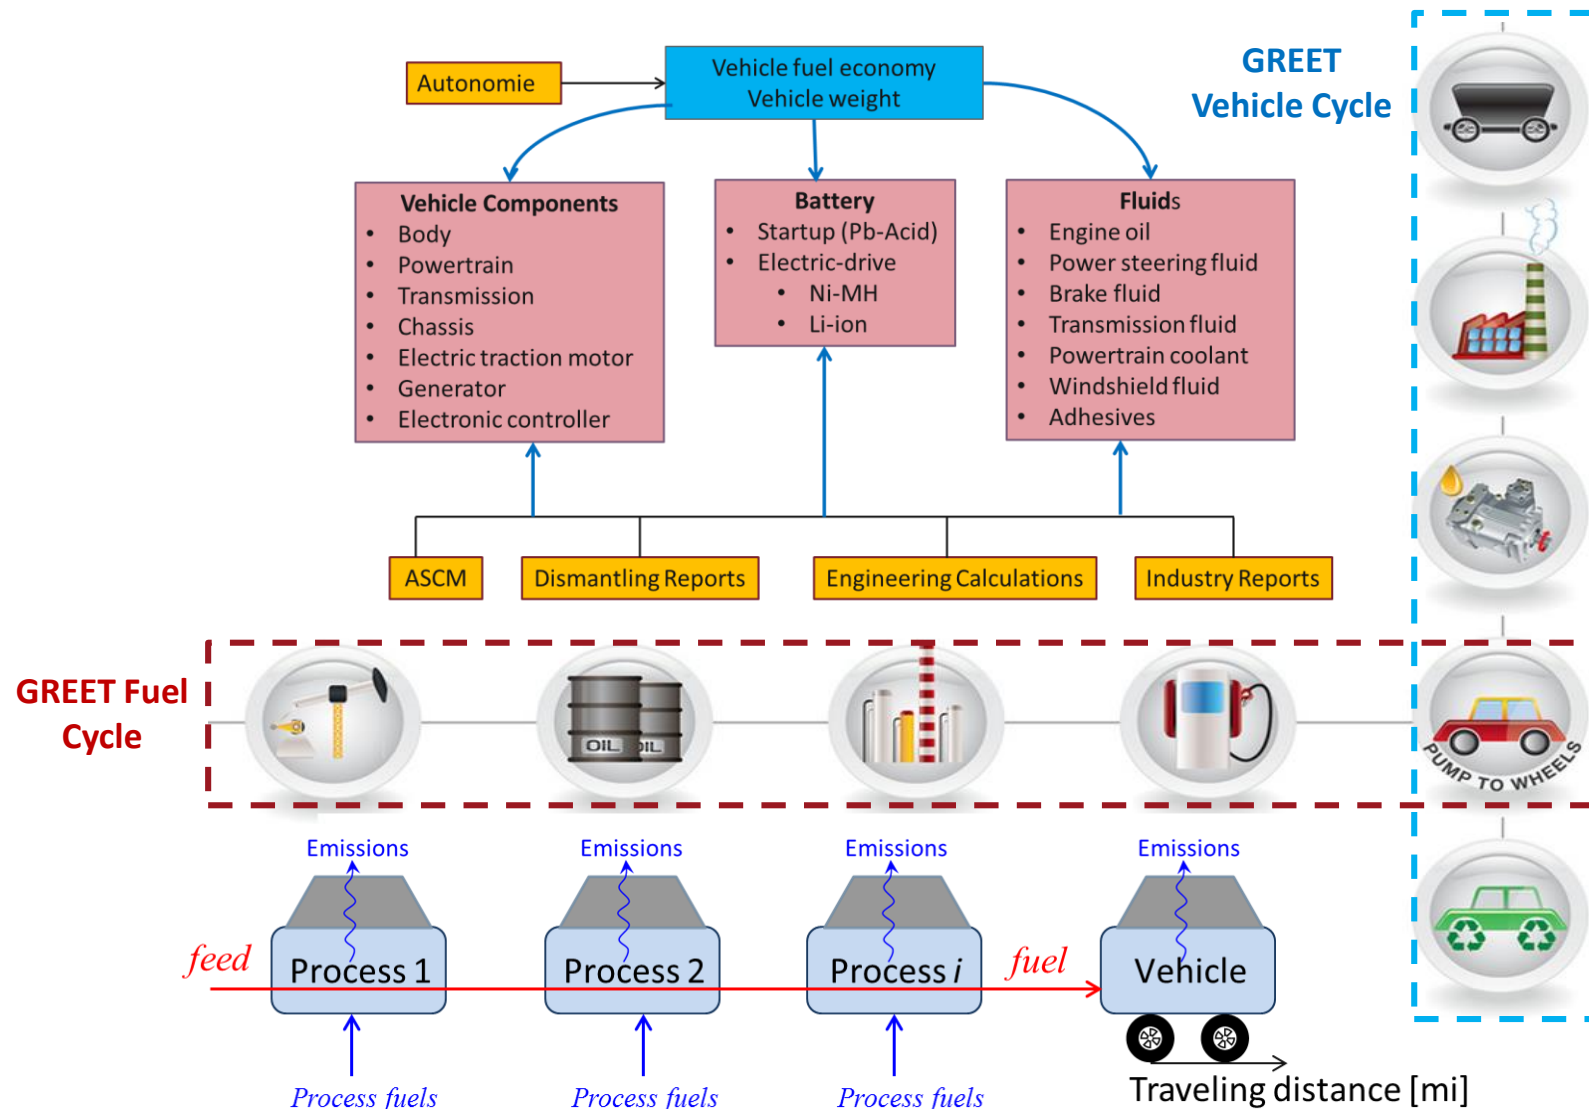 GREET
Vehicle Cycle
Autonomie
Vehicle fuel economy
Vehicle weight
Vehicle Components
• Body
• Powertrain
• Transmission
• Chassis
• Electric traction motor
• Generator
• Electronic controller
Battery
• Startup (Pb-Acid)
• Electric-drive
• Ni-MH
• Li-ion
Fluids
• Engine oil
• Power steering fluid
• Brake fluid
• Transmission fluid
• Powertrain coolant
• Windshield fluid
• Adhesives
ASCM
Dismantling Reports
Engineering Calculations
Industry Reports
GREET Fuel
Cycle
OIL
OIL
PUMP TO WHEELS
Emissions
Emissions
Emissions
Emissions
feed
Process 1
Process 2
Process i
fuel
Vehicle
Process fuels
Process fuels
Process fuels
Traveling distance [mi]